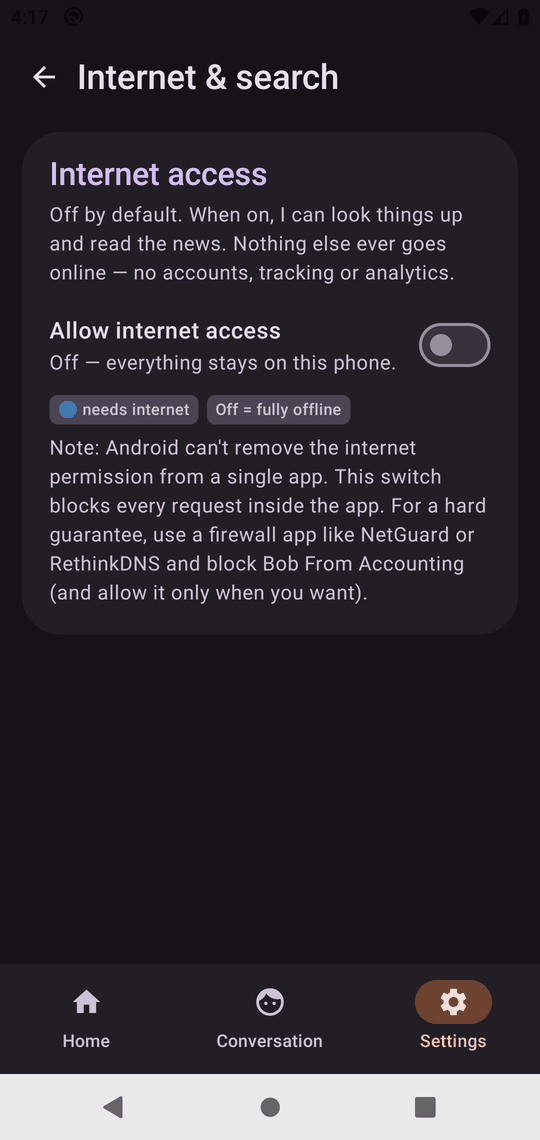 4:17
Internet & search
Internet access
Off by default. When on, I can look things up
and read the news. Nothing else ever goes
online — no accounts, tracking or analytics.
Allow internet access
Off — everything stays on this phone.
needs internet
Off = fully offline
Note: Android can't remove the internet
permission from a single app. This switch
blocks every request inside the app. For a hard
guarantee, use a firewall app like NetGuard or
RethinkDNS and block Bob From Accounting
(and allow it only when you want).
Home
Conversation
Settings